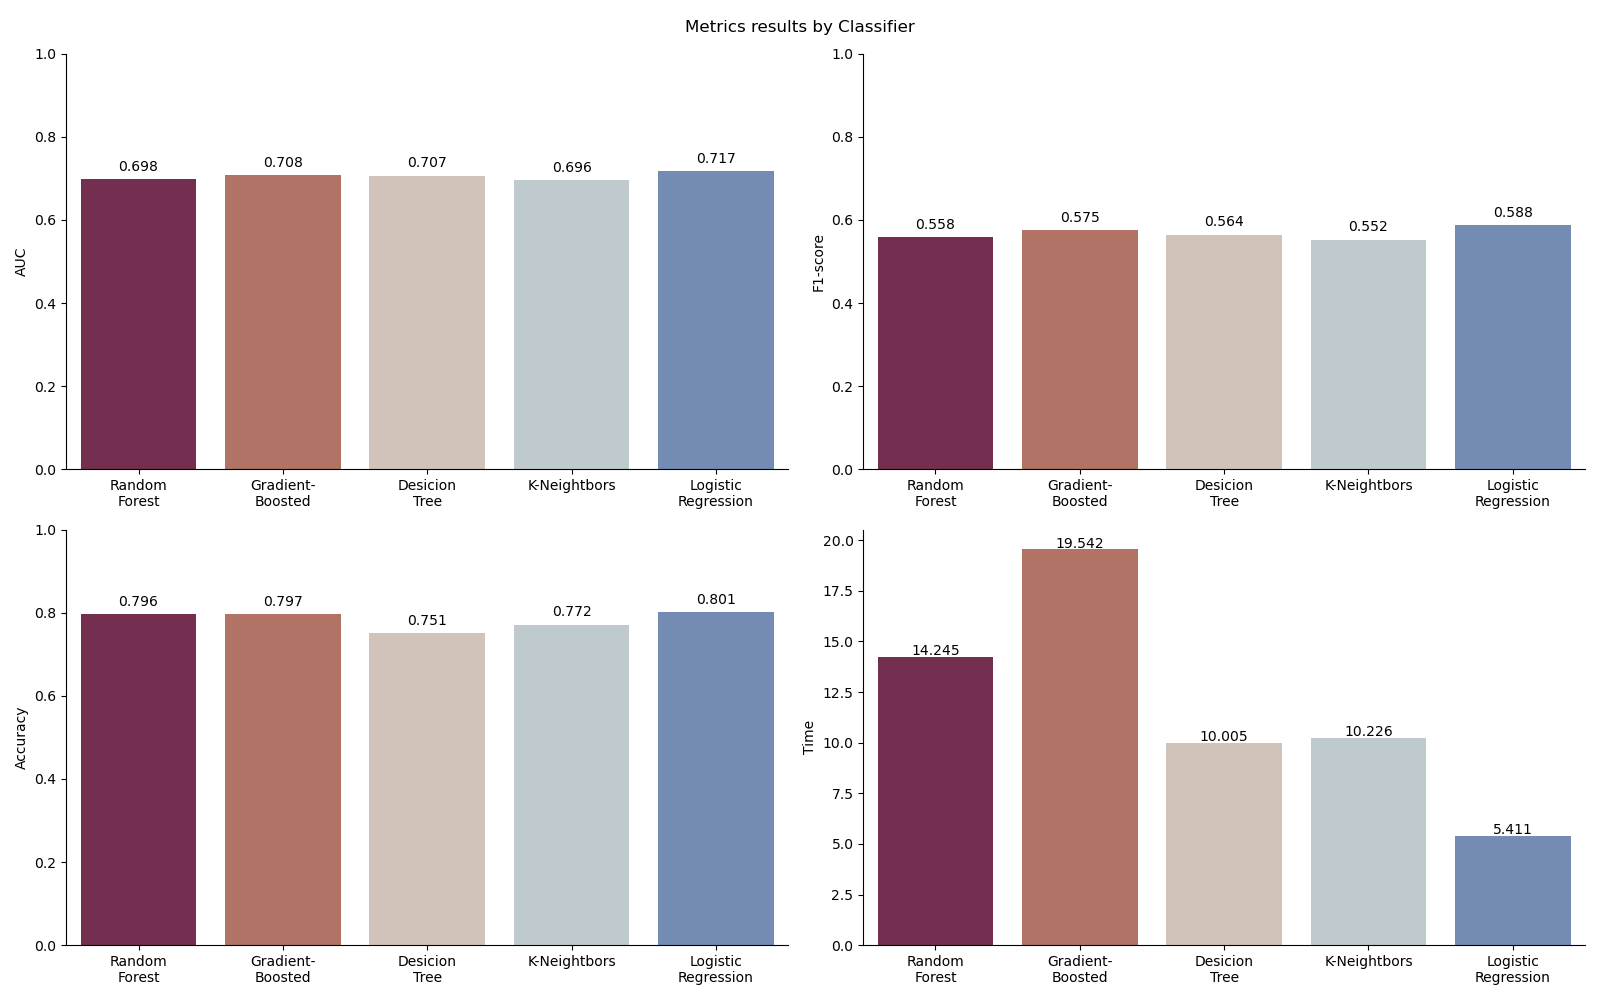 Metrics results by Classifier
1.0
0.8
0.6
0.4
0.2
0.0
AUC
0.698
0.708
0.707
0.696
0.717
Random
Forest
Gradient-
Boosted
Desicion
Tree
K-Neightbors
Logistic
Regression
1.0
0.8
0.6
0.4
0.2
0.0
F1-score
0.558
0.575
0.564
0.552
0.588
Random
Forest
Gradient-
Boosted
Desicion
Tree
K-Neightbors
Logistic
Regression
1.0
0.8
0.6
0.4
0.2
0.0
Accuracy
0.796
0.797
0.751
0.772
0.801
Random
Forest
Gradient-
Boosted
Desicion
Tree
K-Neightbors
Logistic
Regression
20.0
17.5
15.0
12.5
10.0
7.5
5.0
2.5
0.0
Time
14.245
19.542
10.005
10.226
5.411
Random
Forest
Gradient-
Boosted
Desicion
Tree
K-Neightbors
Logistic
Regression